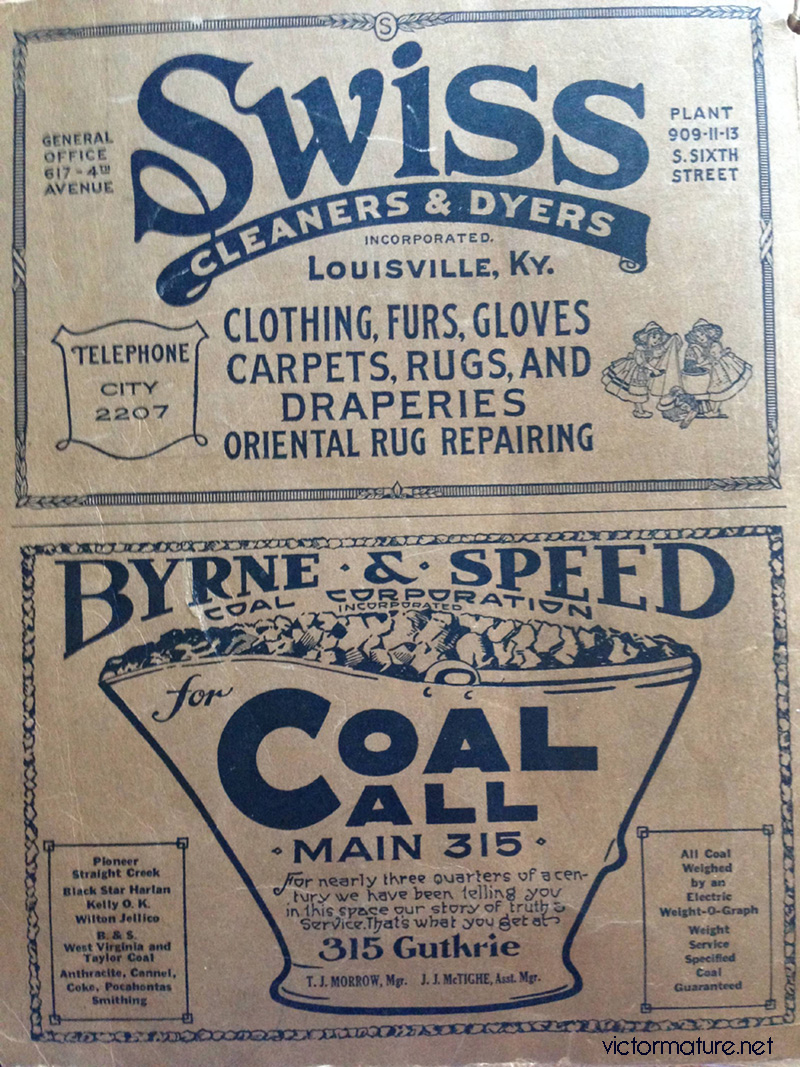 S
Swiss
GENERAL
OFFICE
617 - 4TH
AVENUE
PLANT
909-11-13
S. SIXTH
STREET
CLEANERS & DYERS
INCORPORATED.
LOUISVILLE, KY.
TELEPHONE
CITY
2207
CLOTHING, FURS, GLOVES
CARPETS, RUGS, AND
DRAPERIES
ORIENTAL RUG REPAIRING
BYRNE · & · SPEED
COAL CORPORATION
INCORPORATED
for
COAL
CALL
MAIN 315
For nearly three quarters of a cen-
tury we have been telling you
in this space our story of truth &
Service. That's what you get at
315 Guthrie
T. J. MORROW, Mgr. J. J. McTIGHE, Asst. Mgr.
Pioneer
Straight Creek
Black Star Harlan
Kelly O. K.
Wilton Jellico
B. & S.
West Virginia and
Taylor Coal
Anthracite, Cannel,
Coke, Pocahontas
Smithing
All Coal
Weighed
by an
Electric
Weight-O-Graph
Weight
Service
Specified
Coal
Guaranteed
victormature.net